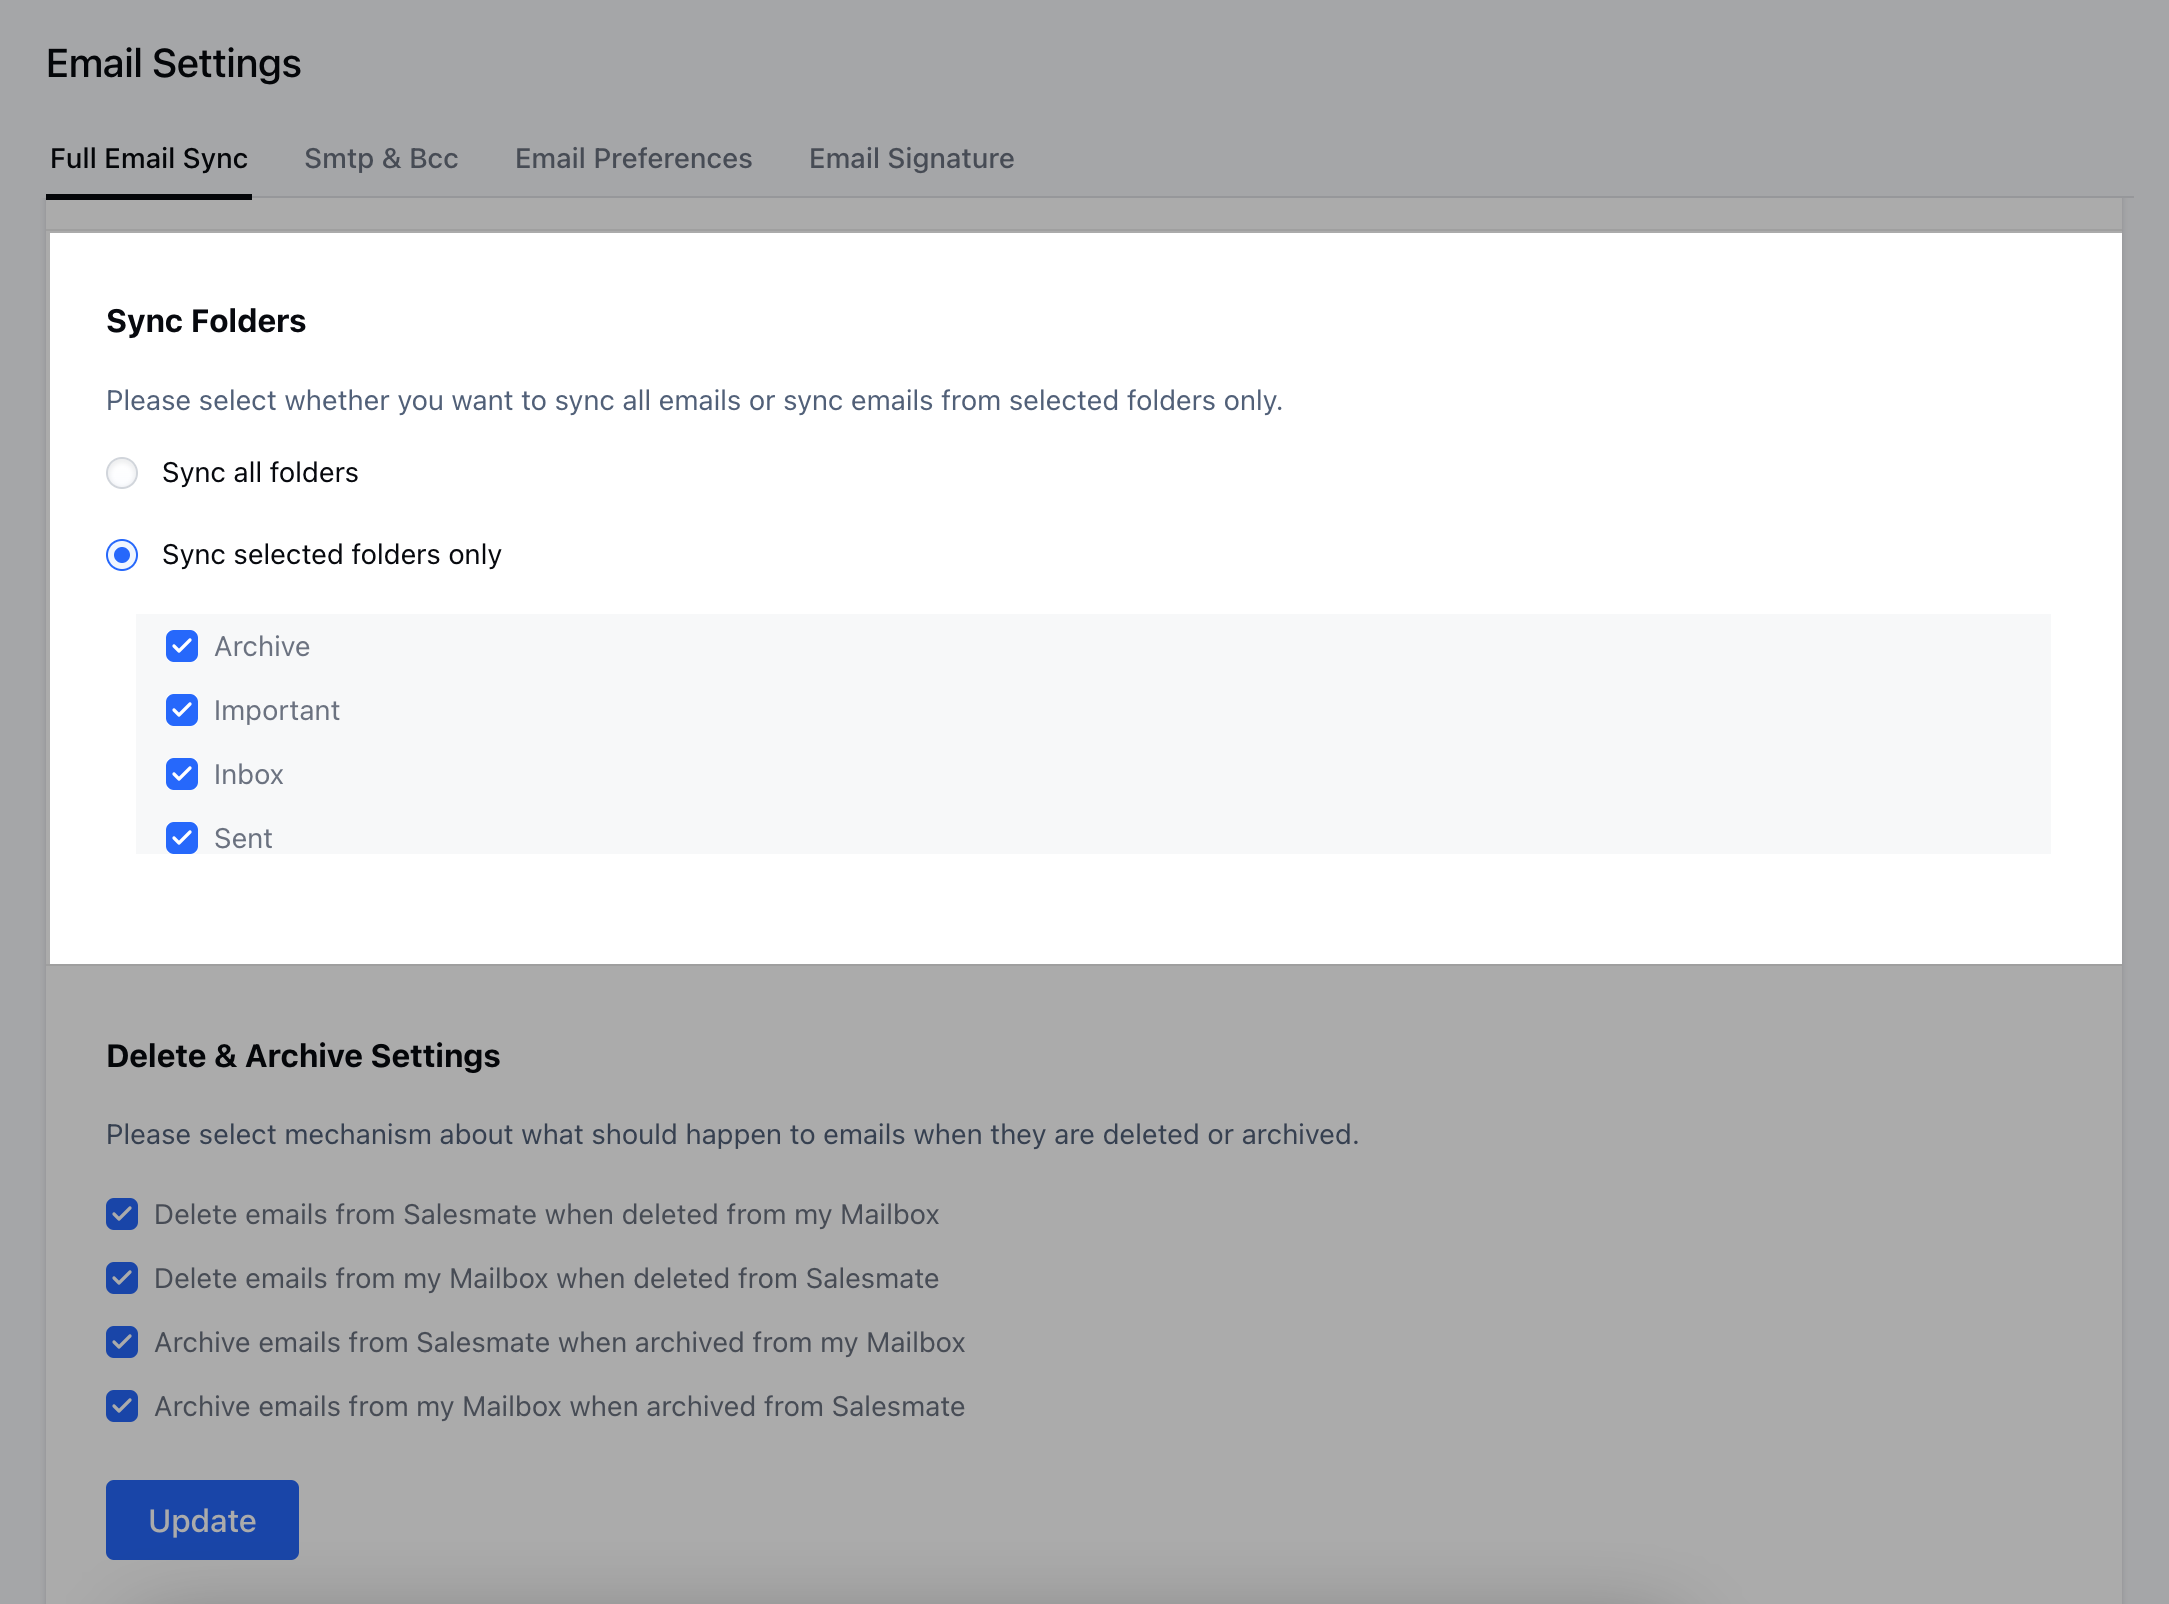 Email Settings
Full Email Sync Smtp & Bcc Email Preferences Email Signature
Sync Folders
Please select whether you want to sync all emails or sync emails from selected folders only.
Sync all folders
Sync selected folders only
Archive
Important
Inbox
Sent
Delete & Archive Settings
Please select mechanism about what should happen to emails when they are deleted or archived.
Delete emails from Salesmate when deleted from my Mailbox
Delete emails from my Mailbox when deleted from Salesmate
Archive emails from Salesmate when archived from my Mailbox
Archive emails from my Mailbox when archived from Salesmate
Update